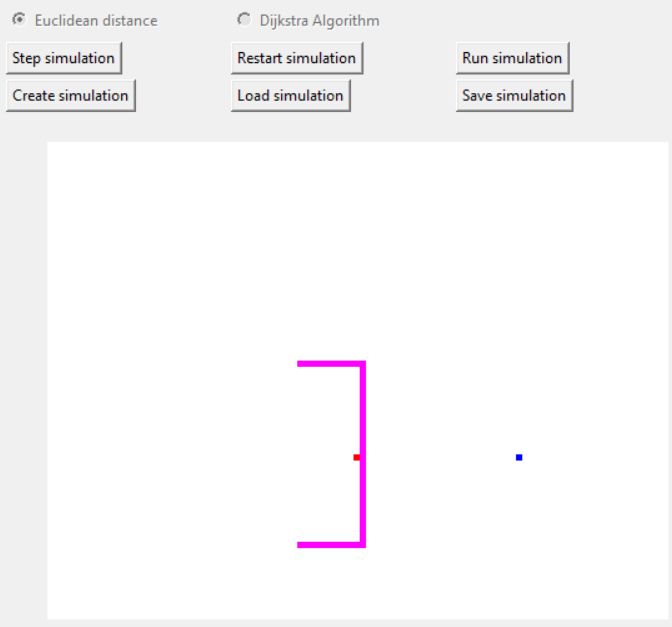 Euclidean distance Dijkstra Algorithm
Step simulation Restart simulation Run simulation
Create simulation Load simulation Save simulation